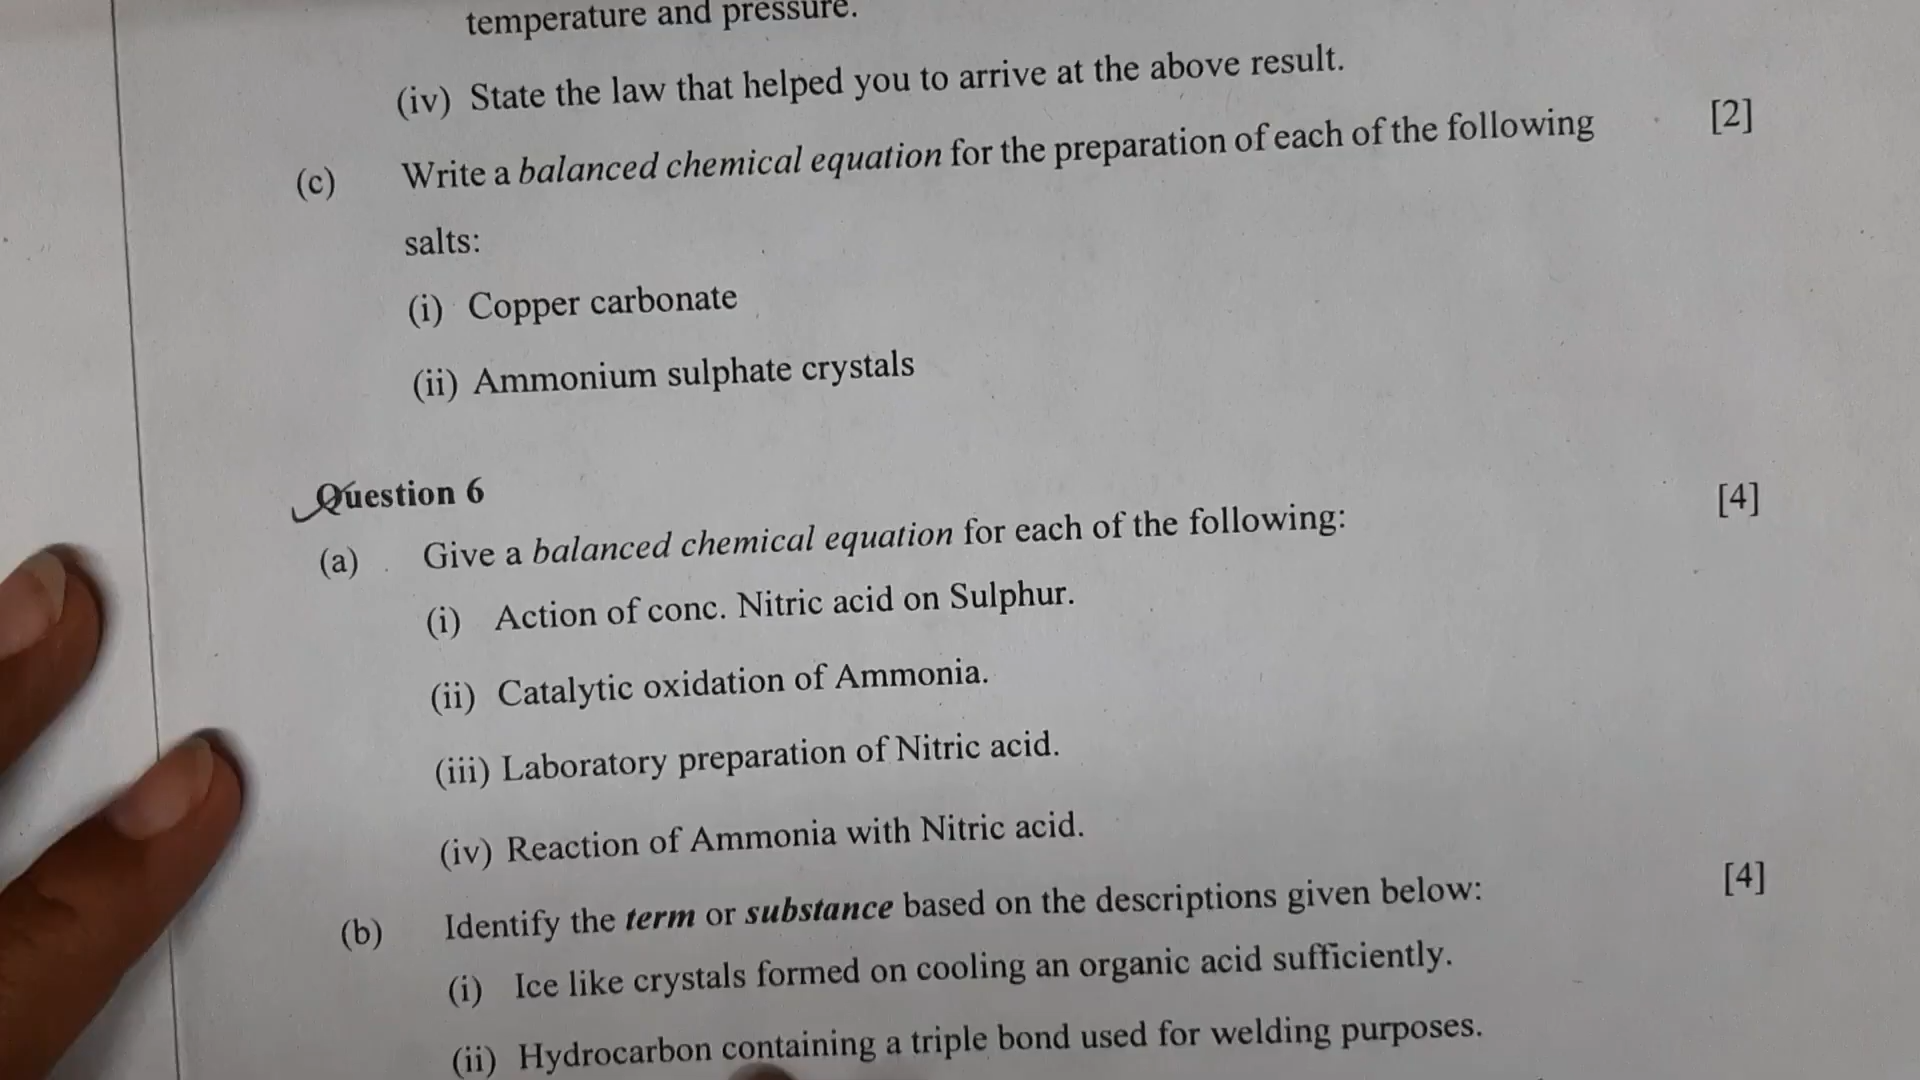 temperature and pressure.
(iv) State the law that helped you to arrive at the above result.
(c) Write a balanced chemical equation for the preparation of each of the following [2]
salts:
(i) Copper carbonate
(ii) Ammonium sulphate crystals
Question 6
(a) Give a balanced chemical equation for each of the following: [4]
(i) Action of conc. Nitric acid on Sulphur.
(ii) Catalytic oxidation of Ammonia.
(iii) Laboratory preparation of Nitric acid.
(iv) Reaction of Ammonia with Nitric acid.
(b) Identify the term or substance based on the descriptions given below: [4]
(i) Ice like crystals formed on cooling an organic acid sufficiently.
(ii) Hydrocarbon containing a triple bond used for welding purposes.